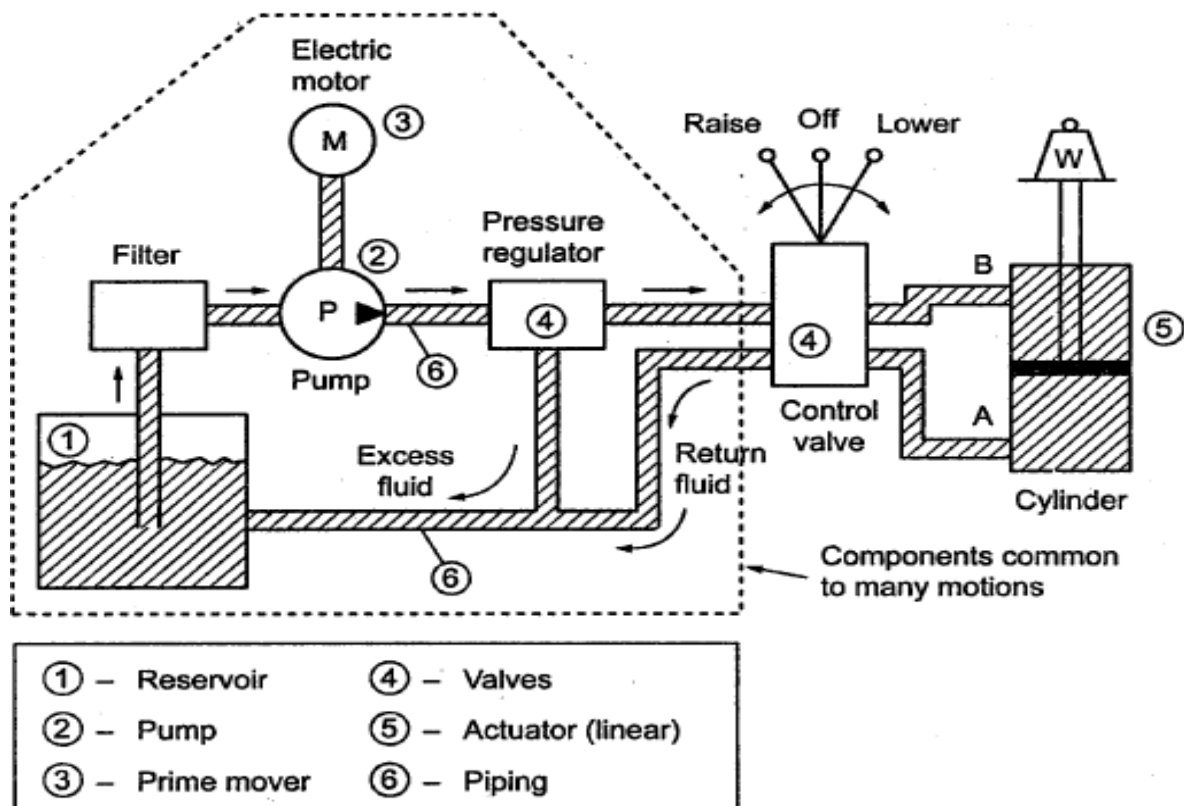 Electric
motor
M
3
Raise
Off
Lower
W
Filter
2
Pressure
regulator
B
P
4
4
5
6
Pump
1
Control
valve
A
Excess
fluid
Return
fluid
Cylinder
6
Components common
to many motions
1 – Reservoir
2 – Pump
3 – Prime mover
4 – Valves
5 – Actuator (linear)
6 – Piping